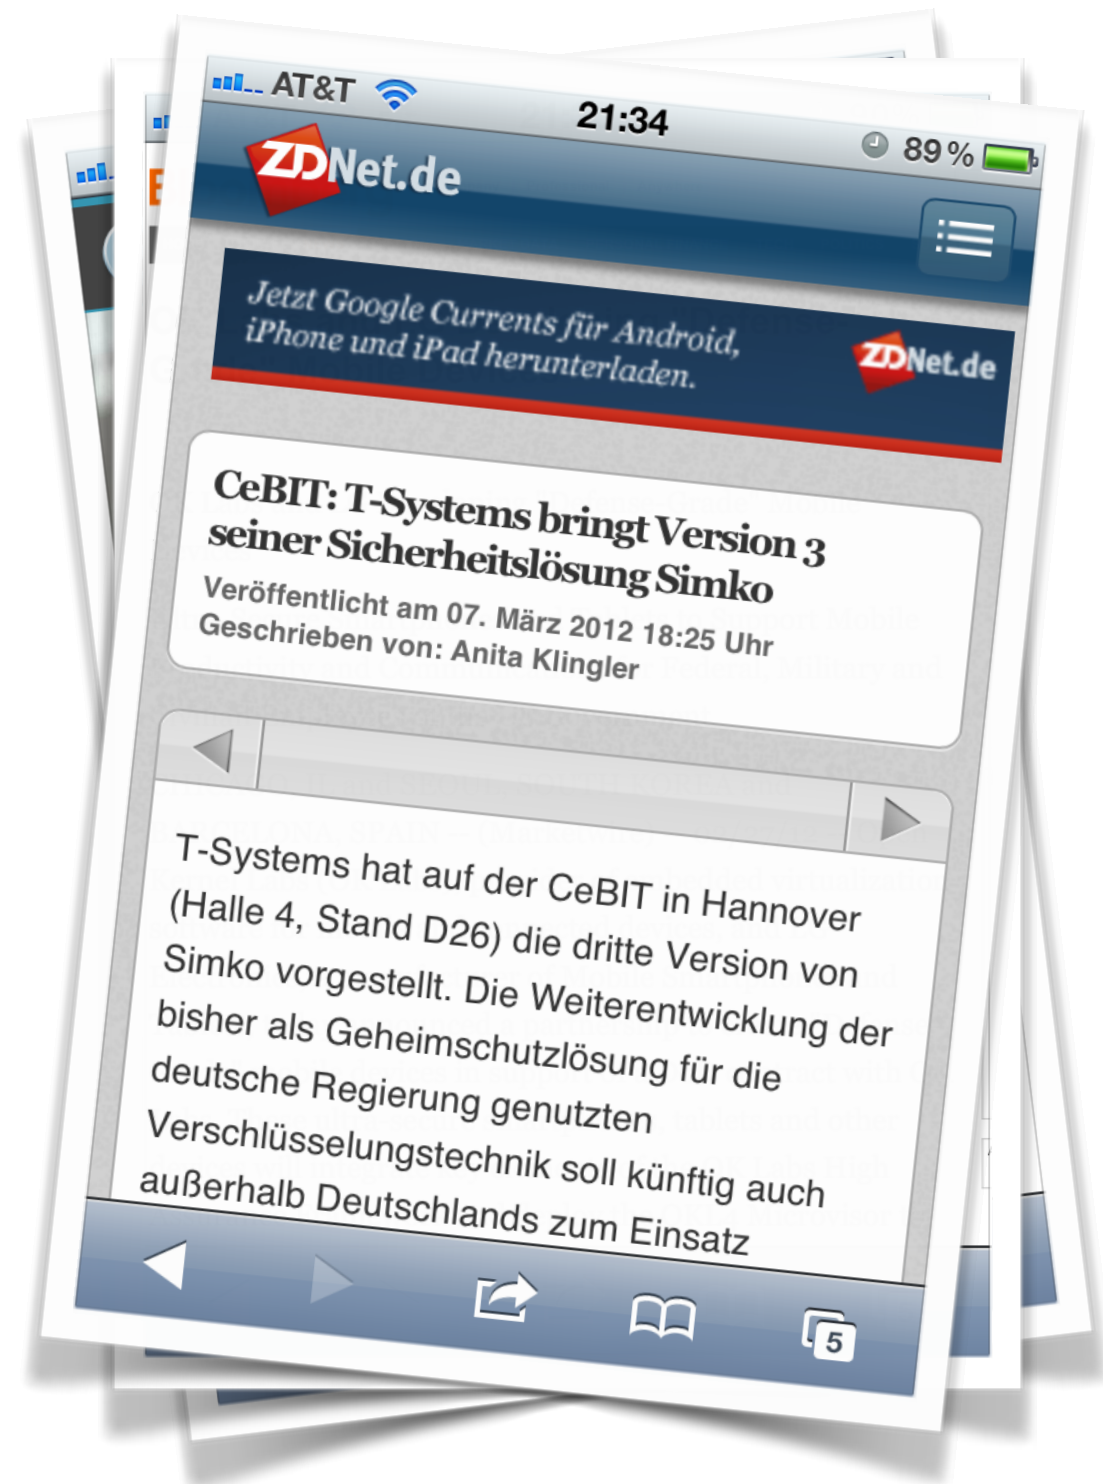 AT&T
21:34
89 %
ZDNet.de
Jetzt Google Currents für Android,
iPhone und iPad herunterladen.
ZDNet.de
CeBIT: T-Systems bringt Version 3
seiner Sicherheitslösung Simko
Veröffentlicht am 07. März 2012 18:25 Uhr
Geschrieben von: Anita Klingler
T-Systems hat auf der CeBIT in Hannover
(Halle 4, Stand D26) die dritte Version von
Simko vorgestellt. Die Weiterentwicklung der
bisher als Geheimschutzlösung für die
deutsche Regierung genutzten
Verschlüsselungstechnik soll künftig auch
außerhalb Deutschlands zum Einsatz
5